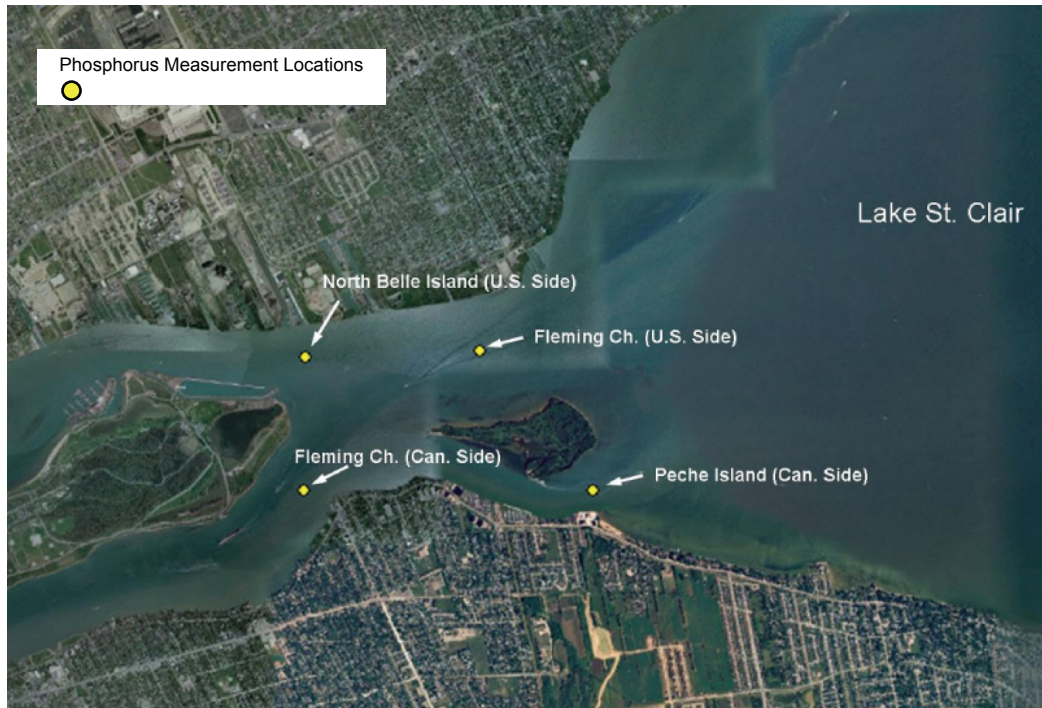 Phosphorus Measurement Locations
Lake St. Clair
North Belle Island (U.S. Side)
Fleming Ch. (U.S. Side)
Fleming Ch. (Can. Side)
Peche Island (Can. Side)